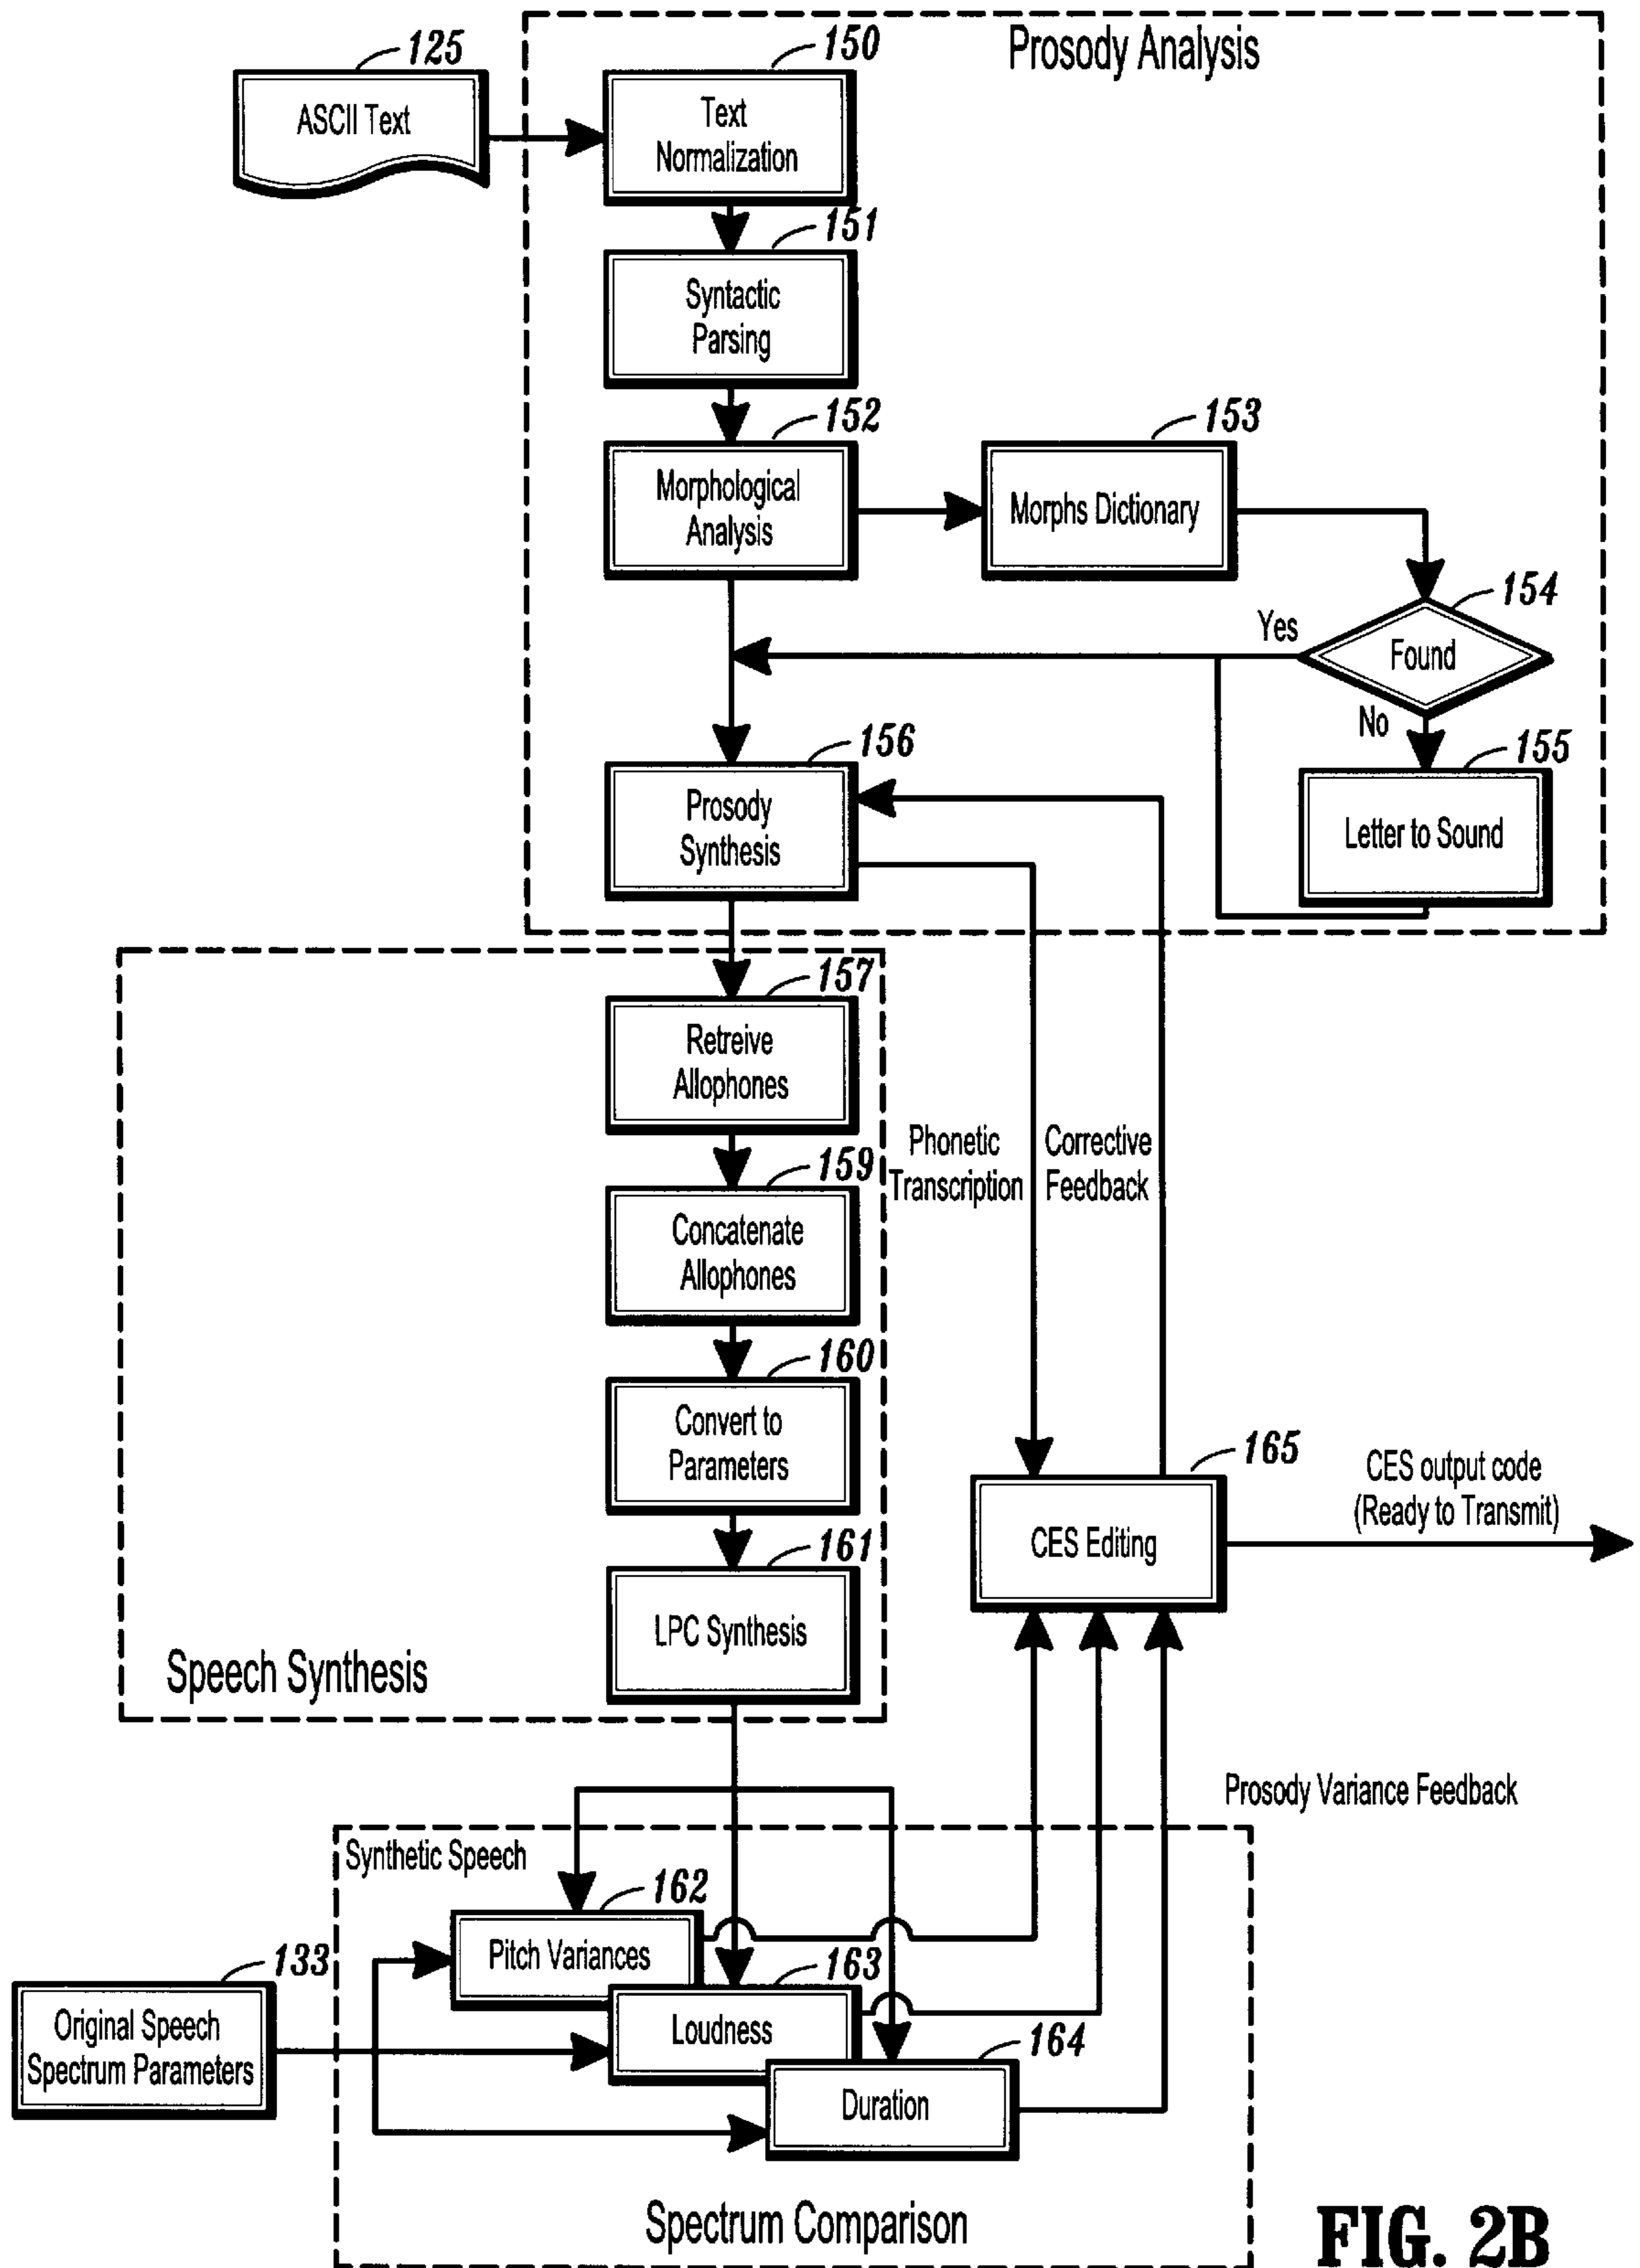 Prosody Analysis
125
ASCII Text
150
Text
Normalization
151
Syntactic
Parsing
152
Morphological
Analysis
153
Morphs Dictionary
154
Found
Yes
No
155
Letter to Sound
156
Prosody
Synthesis
157
Retreive
Allophones
159
Concatenate
Allophones
Phonetic
Transcription
Corrective
Feedback
160
Convert to
Parameters
161
LPC Synthesis
Speech Synthesis
165
CES Editing
CES output code
(Ready to Transmit)
Prosody Variance Feedback
Synthetic Speech
162
Pitch Variances
163
Loudness
164
Duration
133
Original Speech
Spectrum Parameters
Spectrum Comparison
FIG. 2B